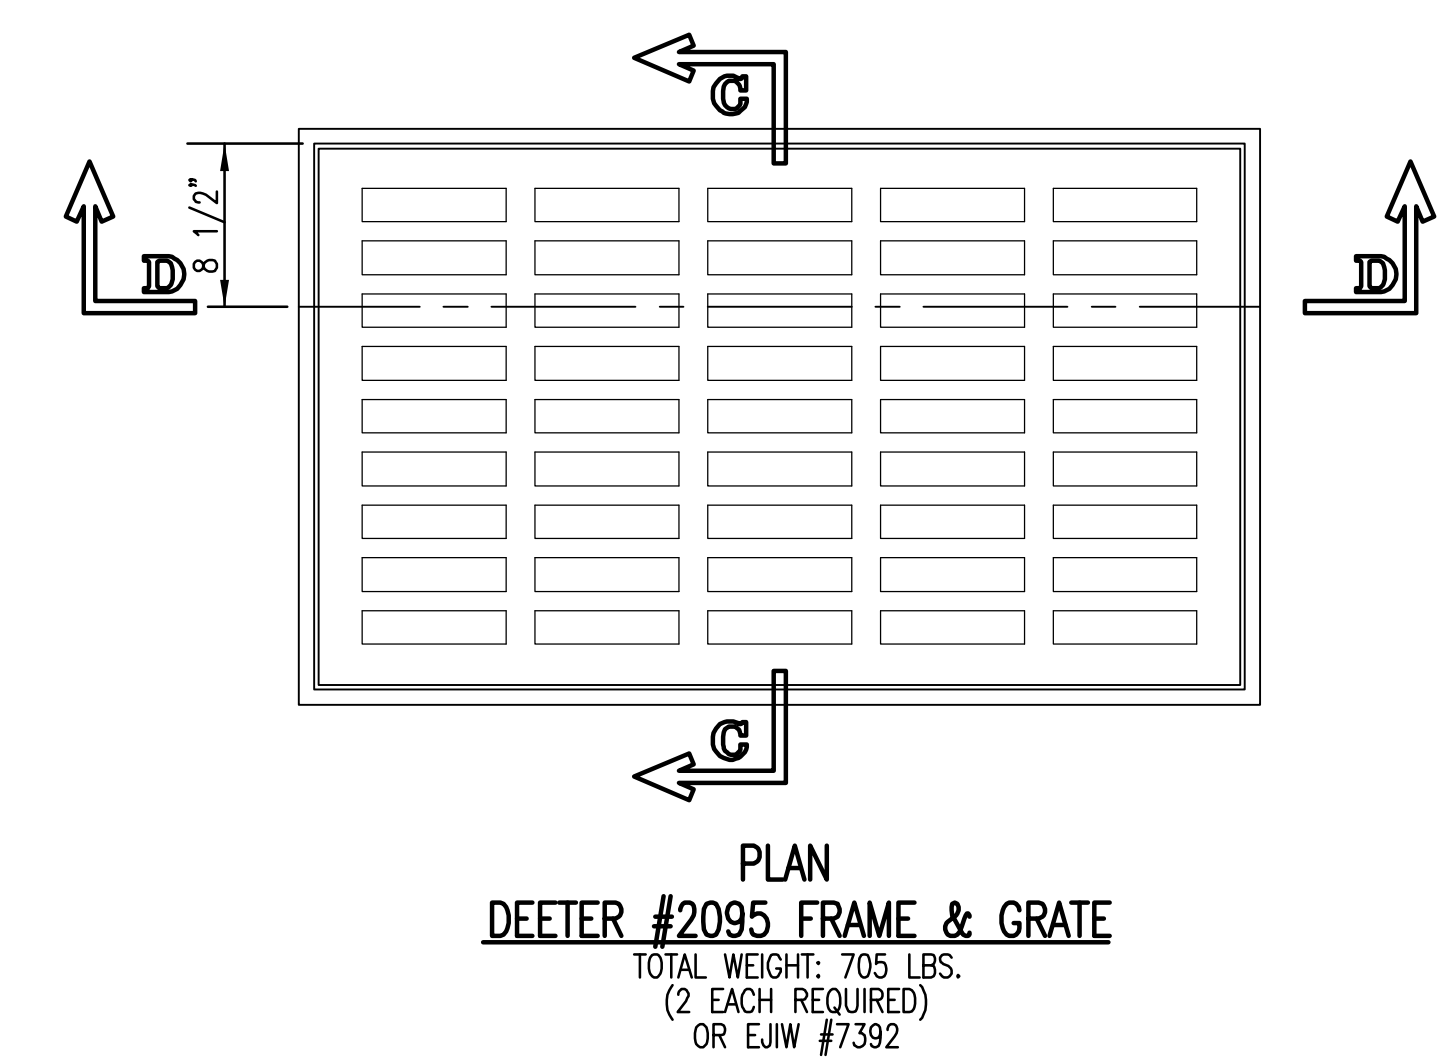 C
8 1/2"
D
D
C
PLAN
DEETER #2095 FRAME & GRATE
TOTAL WEIGHT: 705 LBS.
(2 EACH REQUIRED)
OR EJIW #7392